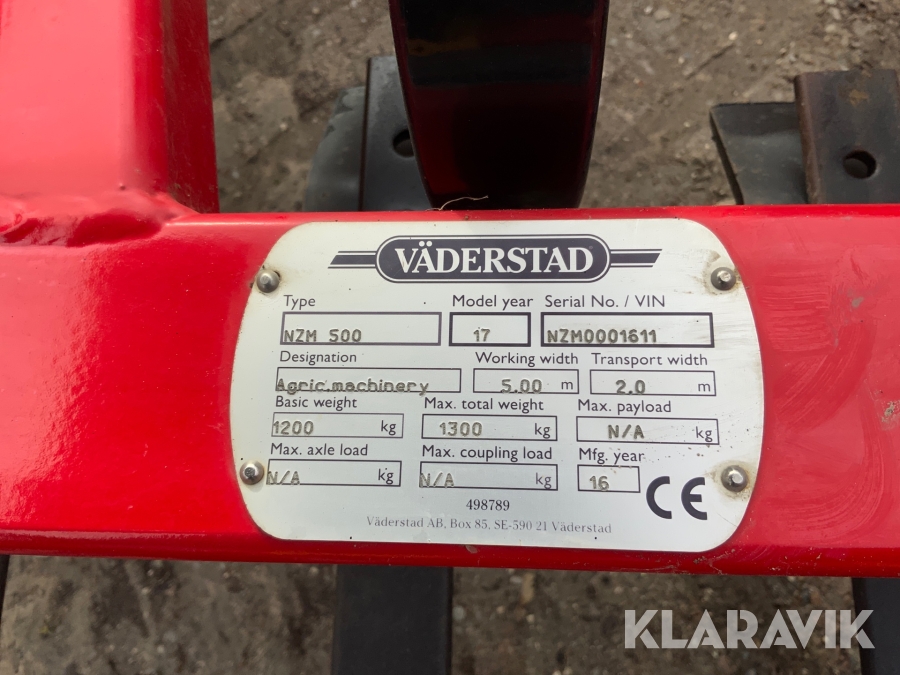 VÄDERSTAD
Type Model year Serial No. / VIN
NZM 500 17 NZM0001611
Designation Working width Transport width
Agric.machinery 5.00 m 2.0 m
Basic weight Max. total weight Max. payload
1200 kg 1300 kg N/A kg
Max. axle load Max. coupling load Mfg. year
N/A kg N/A kg 16 CE
498789
Väderstad AB, Box 85, SE-590 21 Väderstad
KLARAVIK